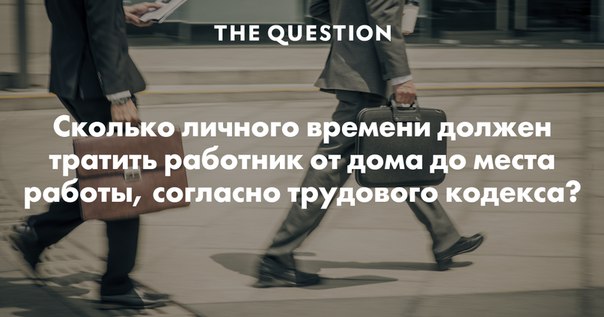 THE QUESTION
Сколько личного времени должен
тратить работник от дома до места
работы, согласно трудового кодекса?